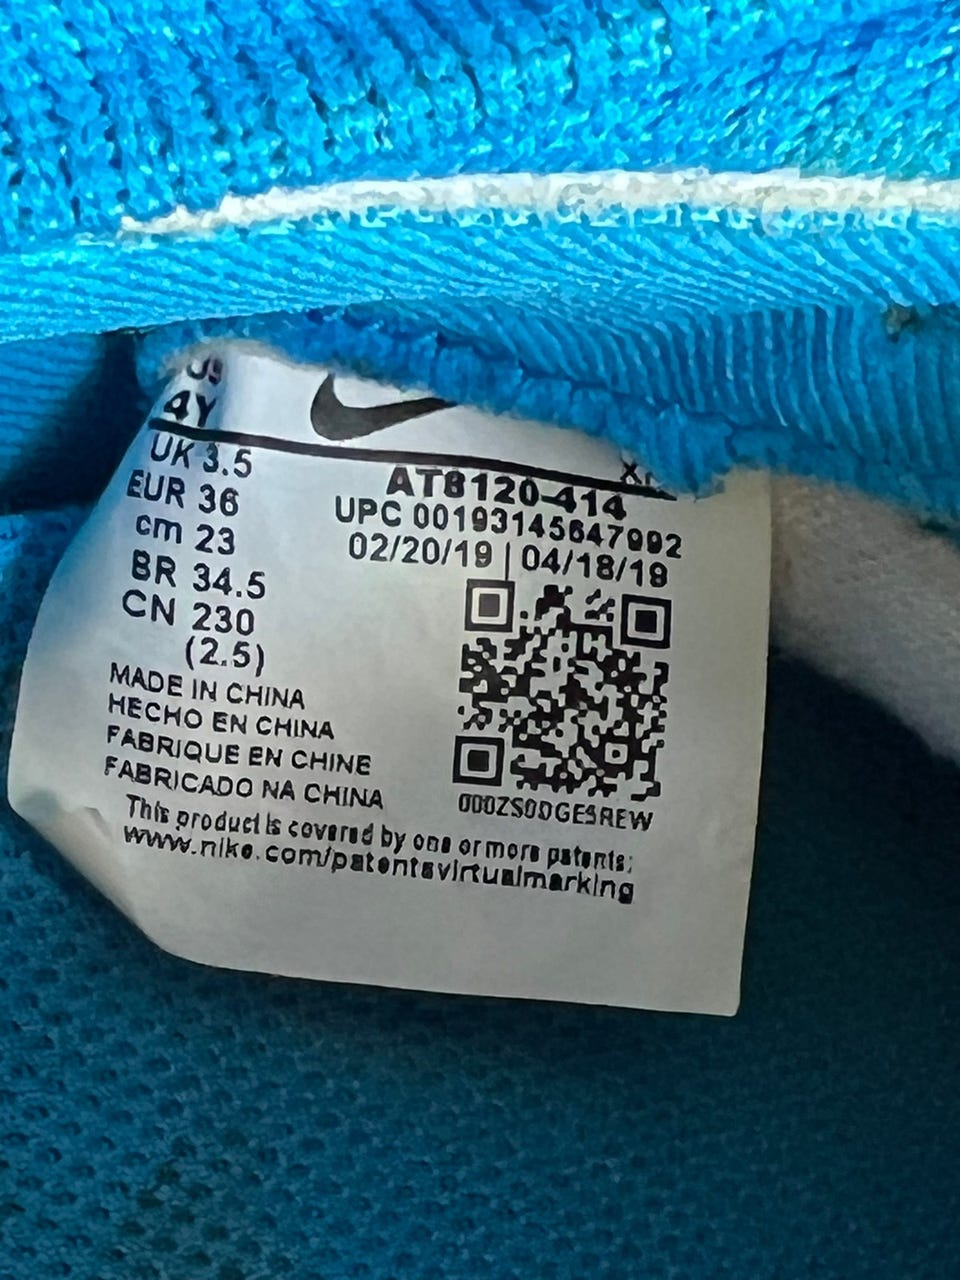 US
4Y
UK 3.5
EUR 36
cm 23
BR 34.5
CN 230
(2.5)
AT8120-414
UPC 00193145647992
02/20/19 | 04/18/19
MADE IN CHINA
HECHO EN CHINA
FABRIQUE EN CHINE
FABRICADO NA CHINA
000ZS0DGE5REW
This product is covered by one or more patents:
www.nike.com/patentsvirtualmarking